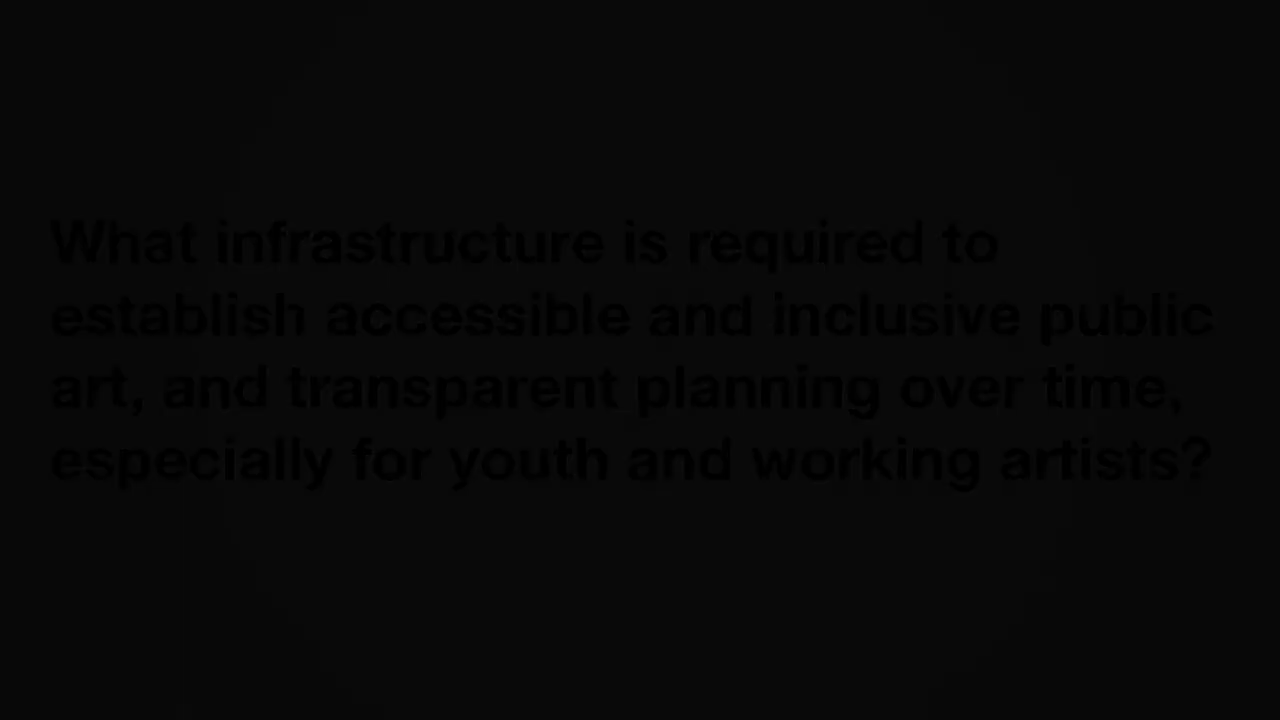 What infrastructure is required to
establish accessible and inclusive public
art, and transparent planning over time,
especially for youth and working artists?